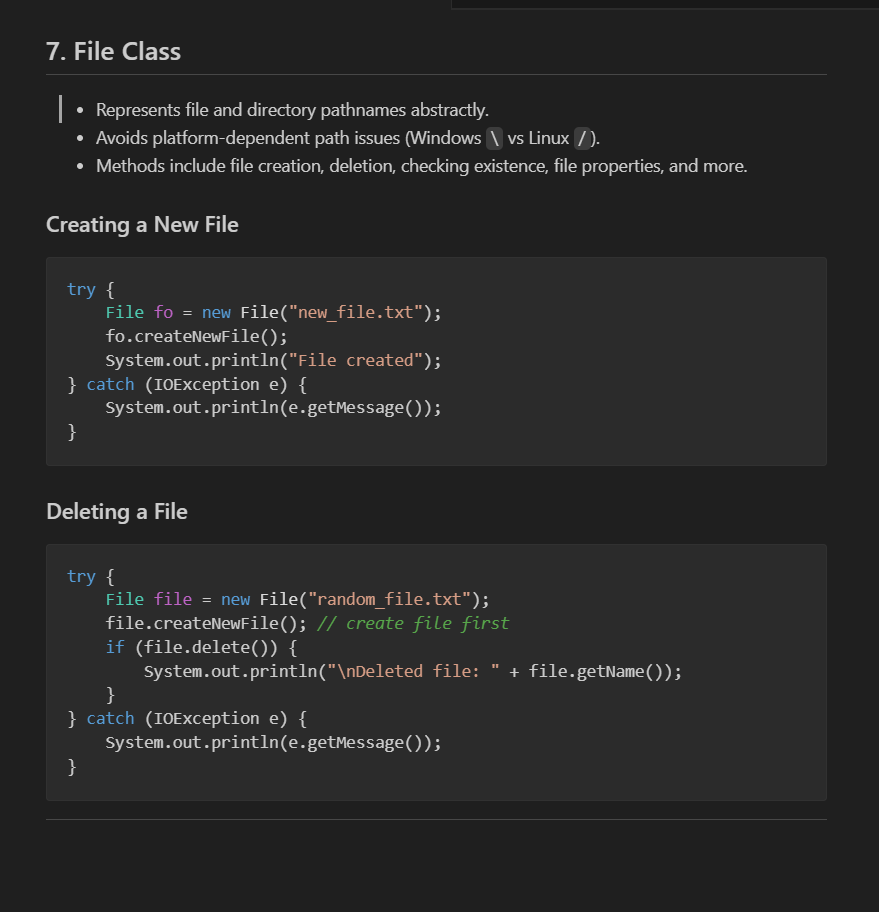 7. File Class
• Represents file and directory pathnames abstractly.
• Avoids platform-dependent path issues (Windows \ vs Linux /).
• Methods include file creation, deletion, checking existence, file properties, and more.
Creating a New File
try {
    File fo = new File("new_file.txt");
    fo.createNewFile();
    System.out.println("File created");
} catch (IOException e) {
    System.out.println(e.getMessage());
}
Deleting a File
try {
    File file = new File("random_file.txt");
    file.createNewFile(); // create file first
    if (file.delete()) {
        System.out.println("\nDeleted file: " + file.getName());
    }
} catch (IOException e) {
    System.out.println(e.getMessage());
}